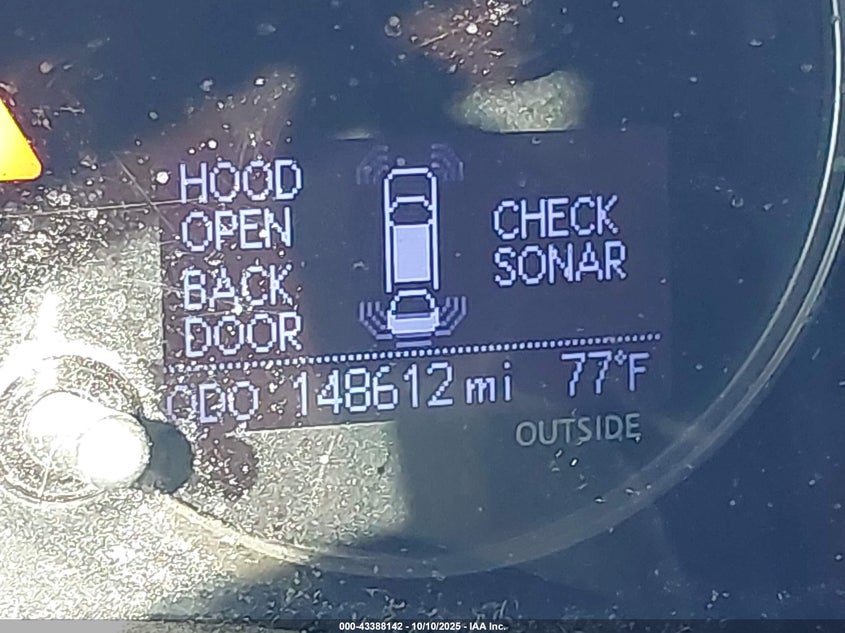 HOOD
OPEN
BACK
DOOR
CHECK
SONAR
ODO 148612 mi 77°F
OUTSIDE
000-43388142 - 10/10/2025 - IAA Inc.